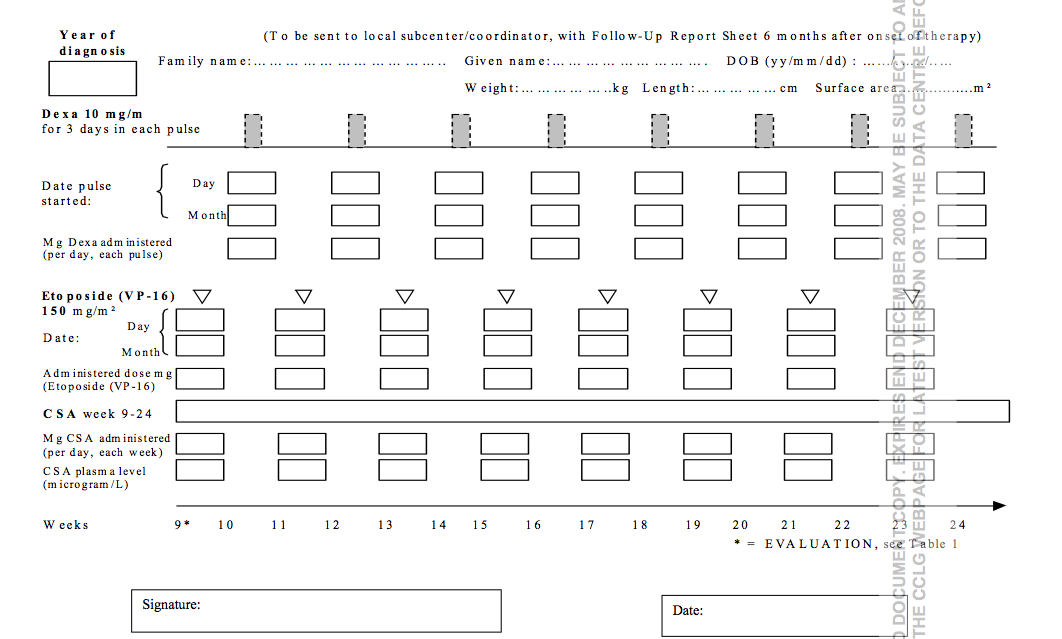 Year of
diagnosis
(To be sent to local subcenter/coordinator, with Follow-Up Report Sheet 6 months after onset of therapy)
Family name:... ... ... ... ... ... ... ... ... ... ... ... .. Given name:... ... ... ... ... ... ... ... ... . DOB (yy/mm/dd) : ...../...../.....
Weight:... ... ... ... ..kg Length:... ... ... ... ... cm Surface area..................m²
Dexa 10 mg/m
for 3 days in each pulse
Date pulse
started:
Day
Month
Mg Dexa administered
(per day, each pulse)
Etoposide (VP-16)
150 mg/m²
Day
Date:
Month
Administered dose mg
(Etoposide (VP-16)
CSA week 9-24
Mg CSA administered
(per day, each week)
CSA plasma level
(microgram/L)
Weeks 9* 10 11 12 13 14 15 16 17 18 19 20 21 22 23 24
* = EVALUATION, see Table 1
Signature:
Date:
DOCUMENT COPY. EXPIRES END DECEMBER 2008. MAY BE SUBJECT TO
THE CCLG WEBPAGE FOR LATEST VERSION OR TO THE DATA CENTRE